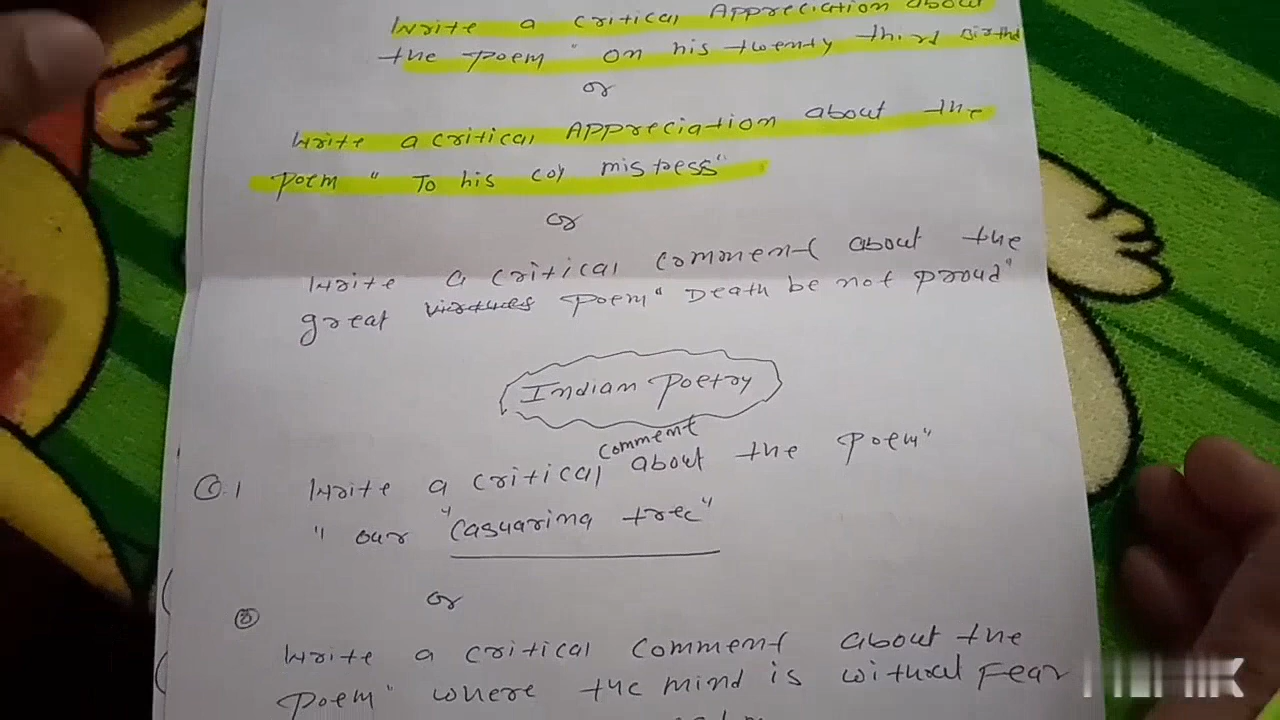 Write a critical Appreciation about
the poem " on his twenty third Birth
or
Write a critical Appreciation about the
poem " To his coy mistress"
or
Write a critical comment about the
great virtues poem" Death be not proud"
Indian poetry
comment
Q.1 Write a critical about the poem"
" our "Casuarina tree"
or
Write a critical comment about the
poem" where the mind is without Fear